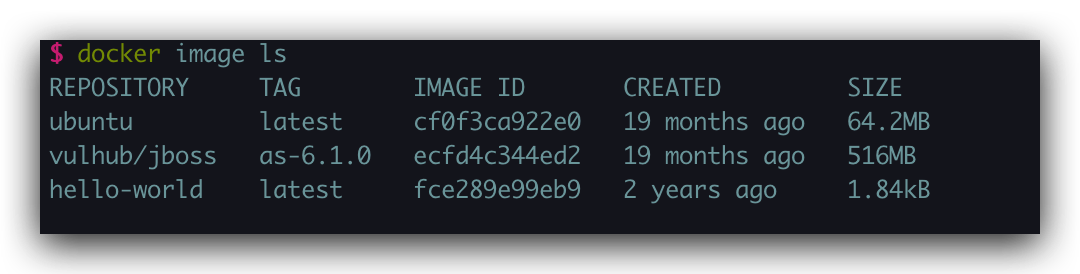 $ docker image ls
REPOSITORY TAG IMAGE ID CREATED SIZE
ubuntu latest cf0f3ca922e0 19 months ago 64.2MB
vulhub/jboss as-6.1.0 ecfd4c344ed2 19 months ago 516MB
hello-world latest fce289e99eb9 2 years ago 1.84kB